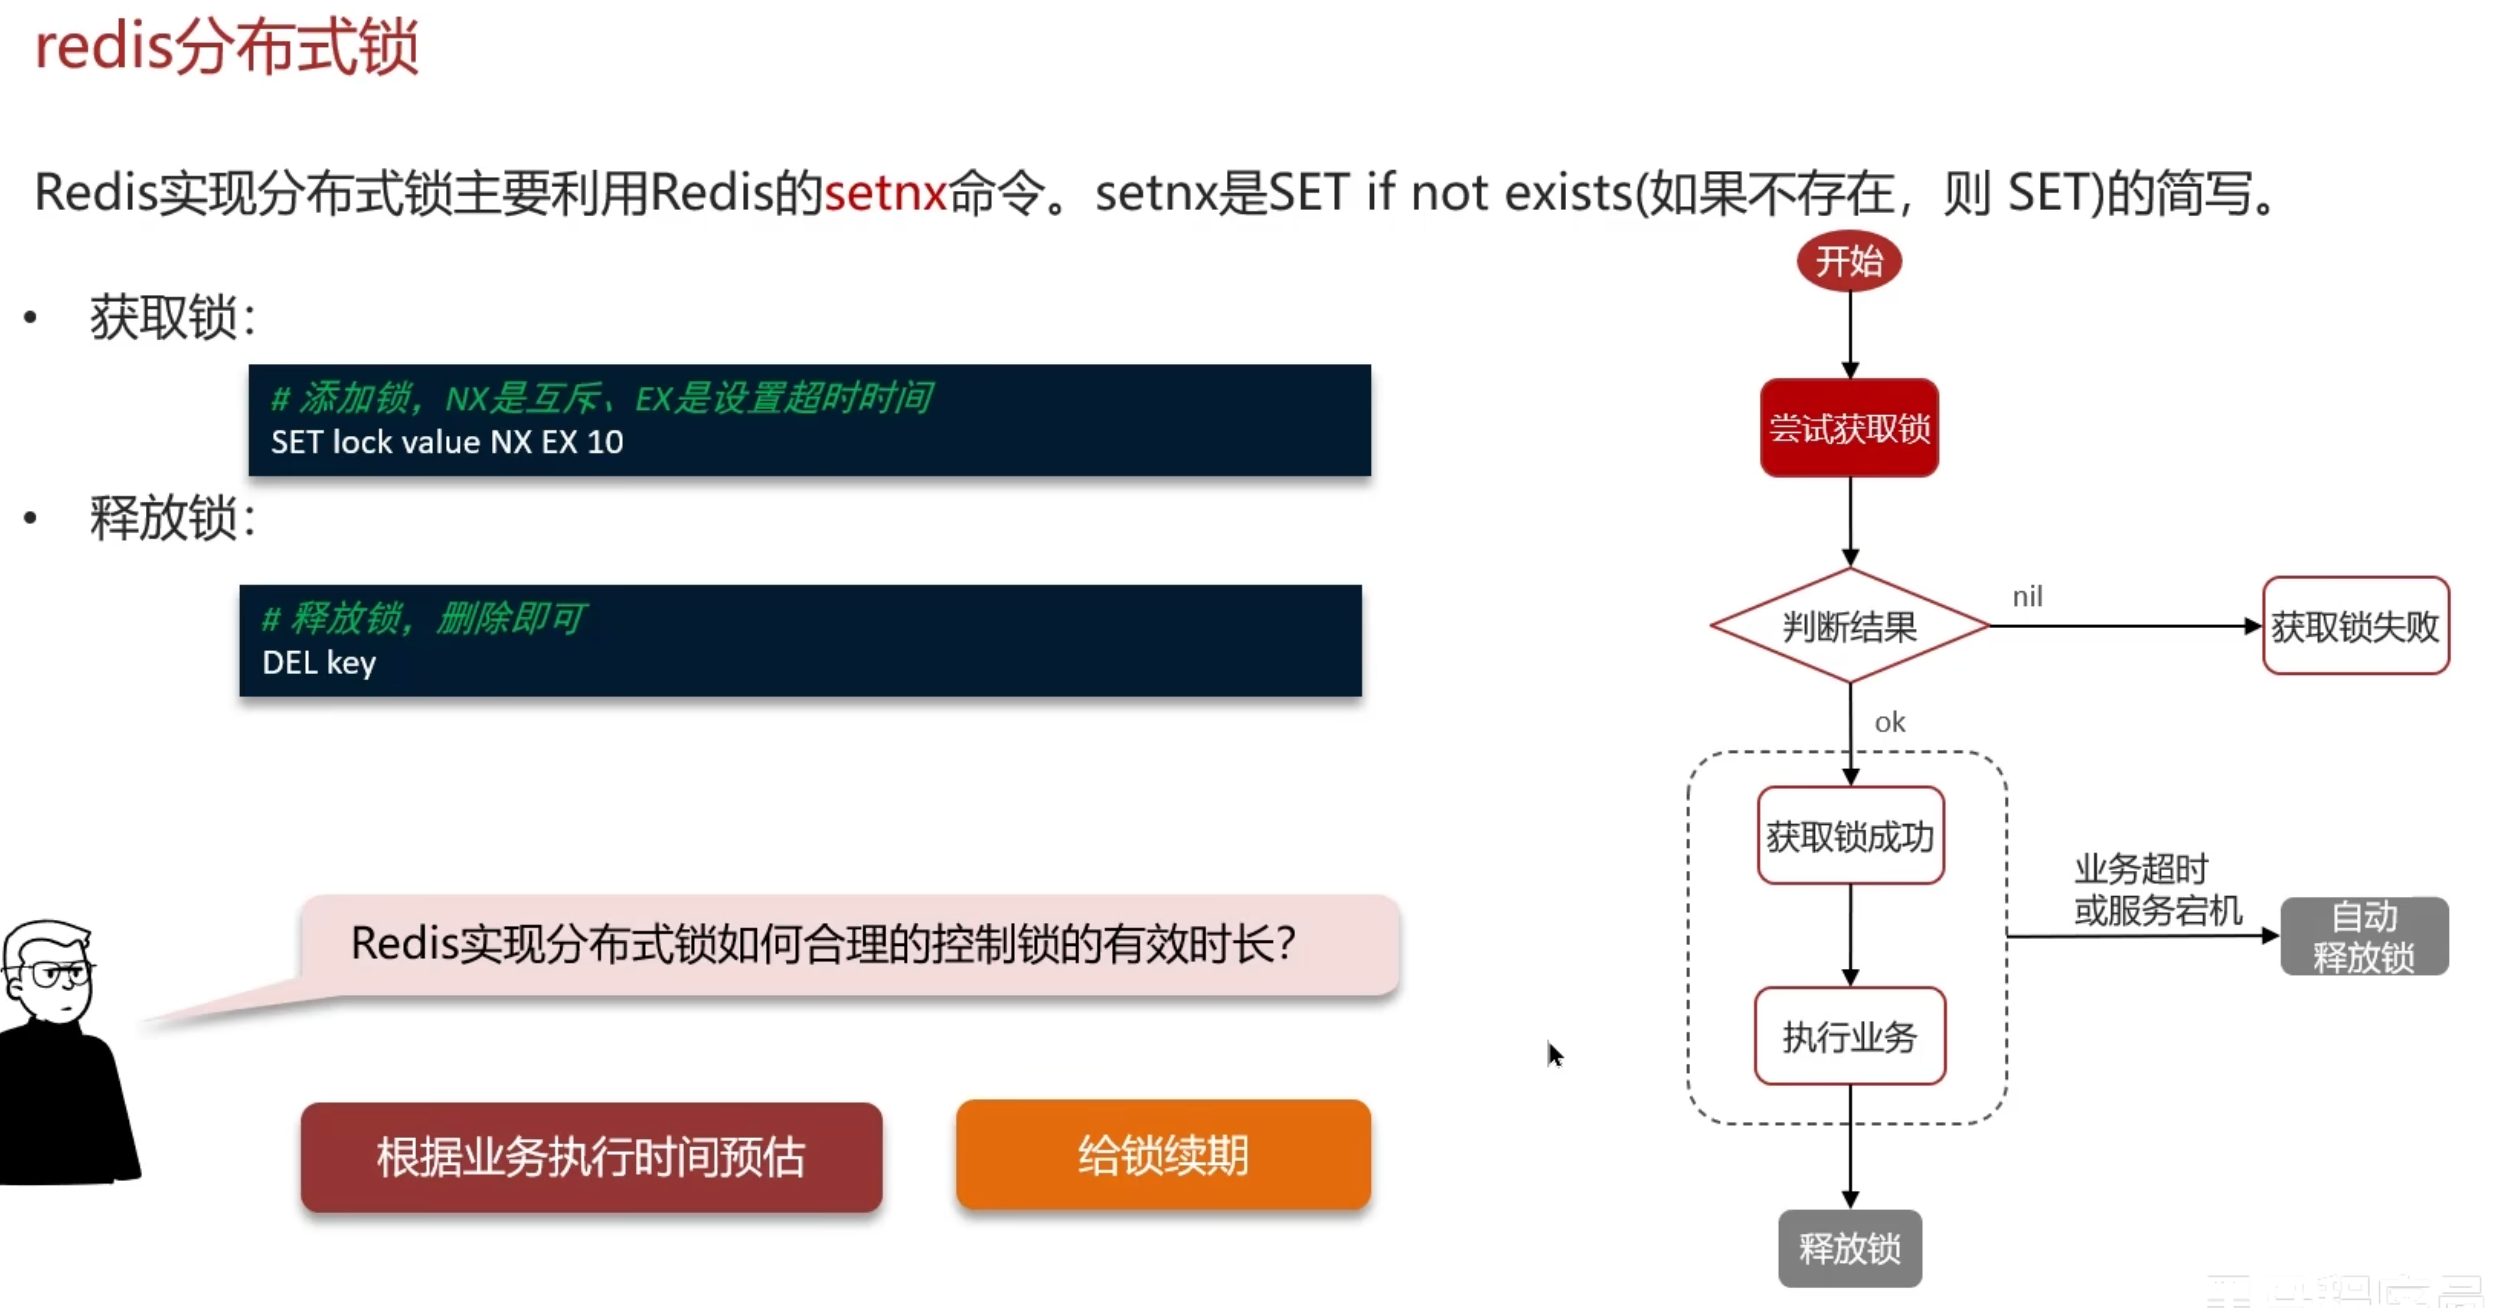 redis分布式锁
Redis实现分布式锁主要利用Redis的setnx命令。setnx是SET if not exists(如果不存在，则 SET)的简写。
• 获取锁：
# 添加锁，NX是互斥、EX是设置超时时间
SET lock value NX EX 10
• 释放锁：
# 释放锁，删除即可
DEL key
Redis实现分布式锁如何合理的控制锁的有效时长？
根据业务执行时间预估
给锁续期
开始
尝试获取锁
判断结果
nil
获取锁失败
ok
获取锁成功
业务超时
或服务宕机
自动
释放锁
执行业务
释放锁